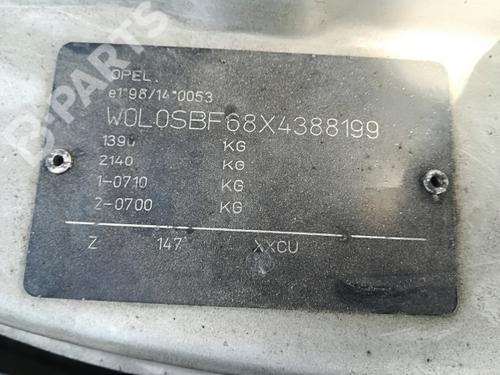 B-PARTS
OPEL
e1*98/14*0053
W0L0SBF68X4388199
1390 KG
2140 KG
1-0710 KG
2-0700 KG
Z 147 XXCU